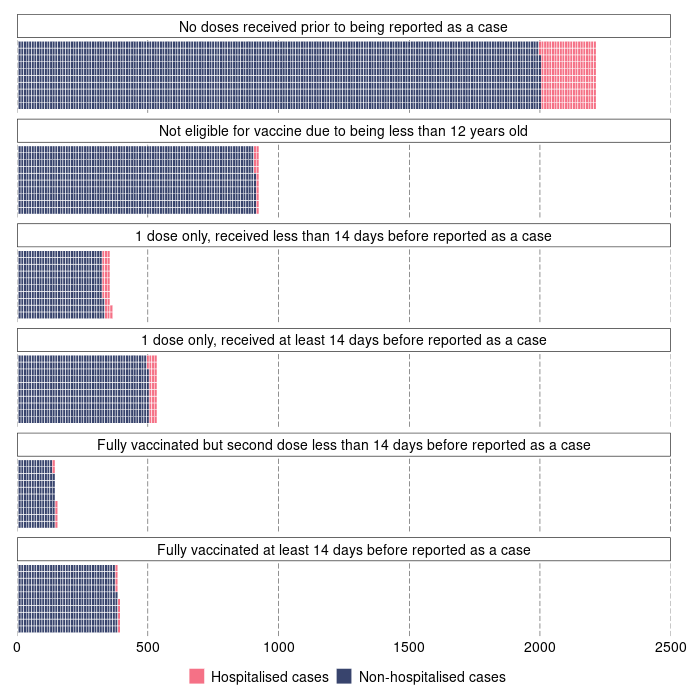 No doses received prior to being reported as a case
Not eligible for vaccine due to being less than 12 years old
1 dose only, received less than 14 days before reported as a case
1 dose only, received at least 14 days before reported as a case
Fully vaccinated but second dose less than 14 days before reported as a case
Fully vaccinated at least 14 days before reported as a case
0 500 1000 1500 2000 2500
Hospitalised cases Non-hospitalised cases